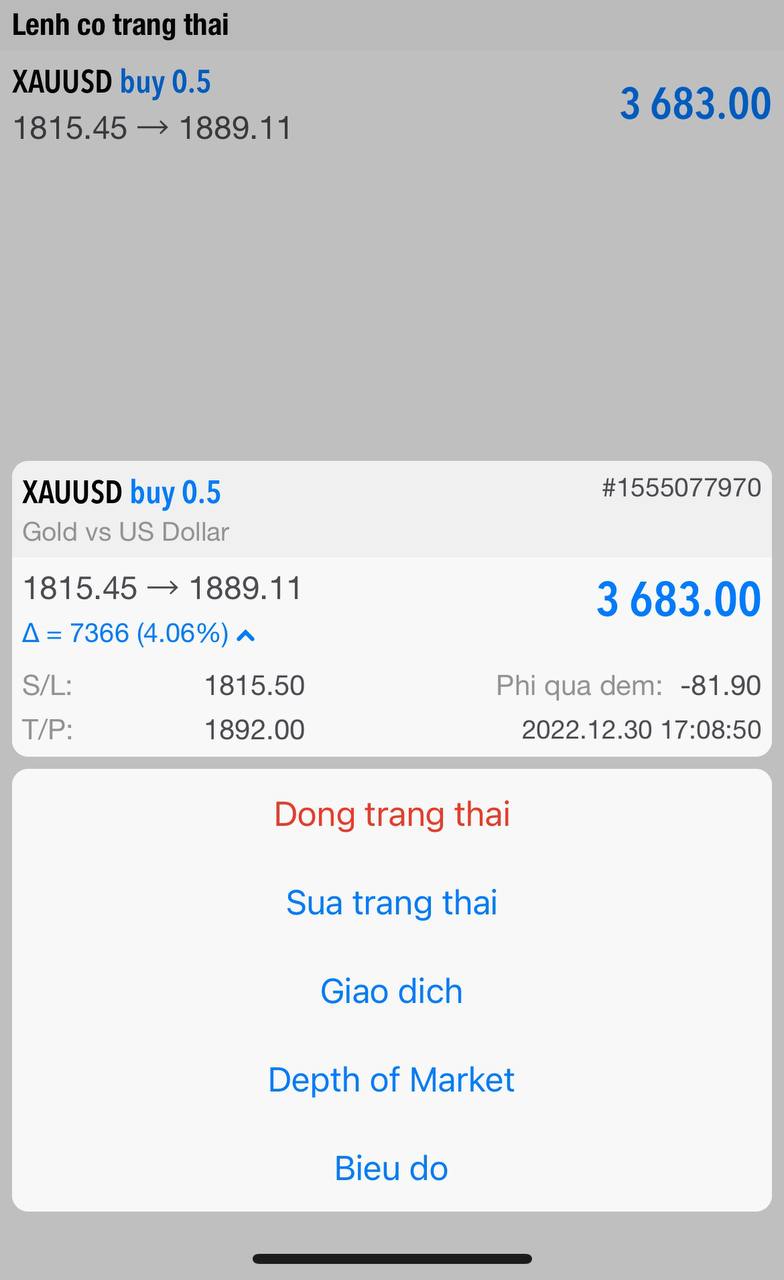 Lenh co trang thai
XAUUSD buy 0.5
3 683.00
1815.45 → 1889.11
XAUUSD buy 0.5
#1555077970
Gold vs US Dollar
1815.45 → 1889.11
3 683.00
Δ = 7366 (4.06%)
S/L: 1815.50 Phi qua dem: -81.90
T/P: 1892.00 2022.12.30 17:08:50
Dong trang thai
Sua trang thai
Giao dich
Depth of Market
Bieu do